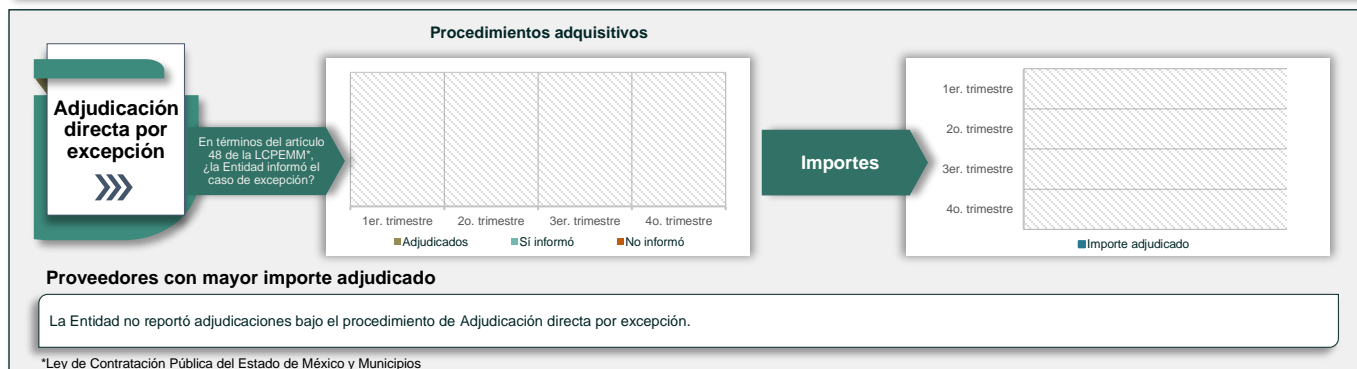 Procedimientos adquisitivos
Adjudicación
directa por
excepción
En términos del artículo
48 de la LCPEMM*,
¿la Entidad informó el
caso de excepción?
1er. trimestre
2o. trimestre
3er. trimestre
4o. trimestre
Adjudicados
Sí informó
No informó
Importes
1er. trimestre
2o. trimestre
3er. trimestre
4o. trimestre
Importe adjudicado
Proveedores con mayor importe adjudicado
La Entidad no reportó adjudicaciones bajo el procedimiento de Adjudicación directa por excepción.
*Ley de Contratación Pública del Estado de México y Municipios